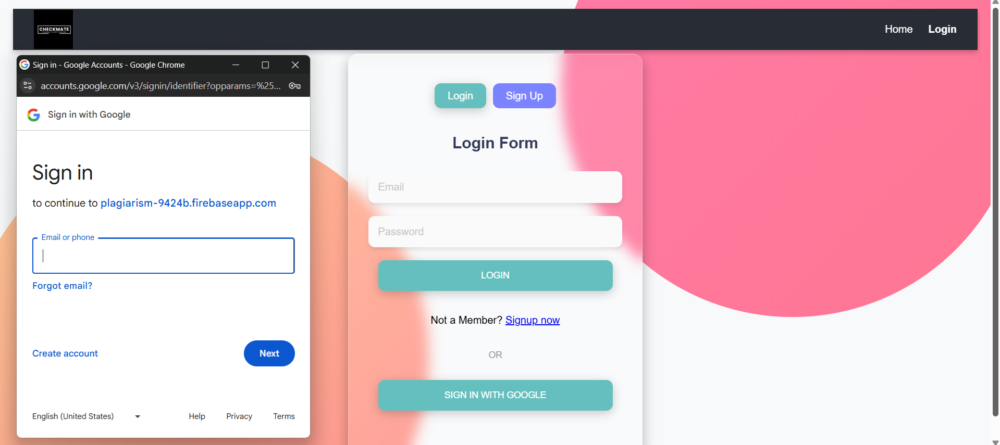 CHECKMATE
Home
Login
Sign in - Google Accounts - Google Chrome
accounts.google.com/v3/signin/identifier?opparams=%25...
Sign in with Google
Sign in
to continue to plagiarism-9424b.firebaseapp.com
Email or phone
Forgot email?
Create account
Next
English (United States)
Help
Privacy
Terms
Login
Sign Up
Login Form
Email
Password
LOGIN
Not a Member? Signup now
OR
SIGN IN WITH GOOGLE